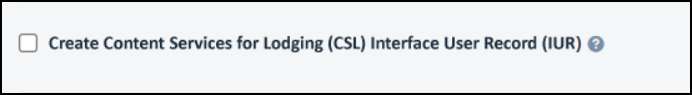 Create Content Services for Lodging (CSL) Interface User Record (IUR) ?